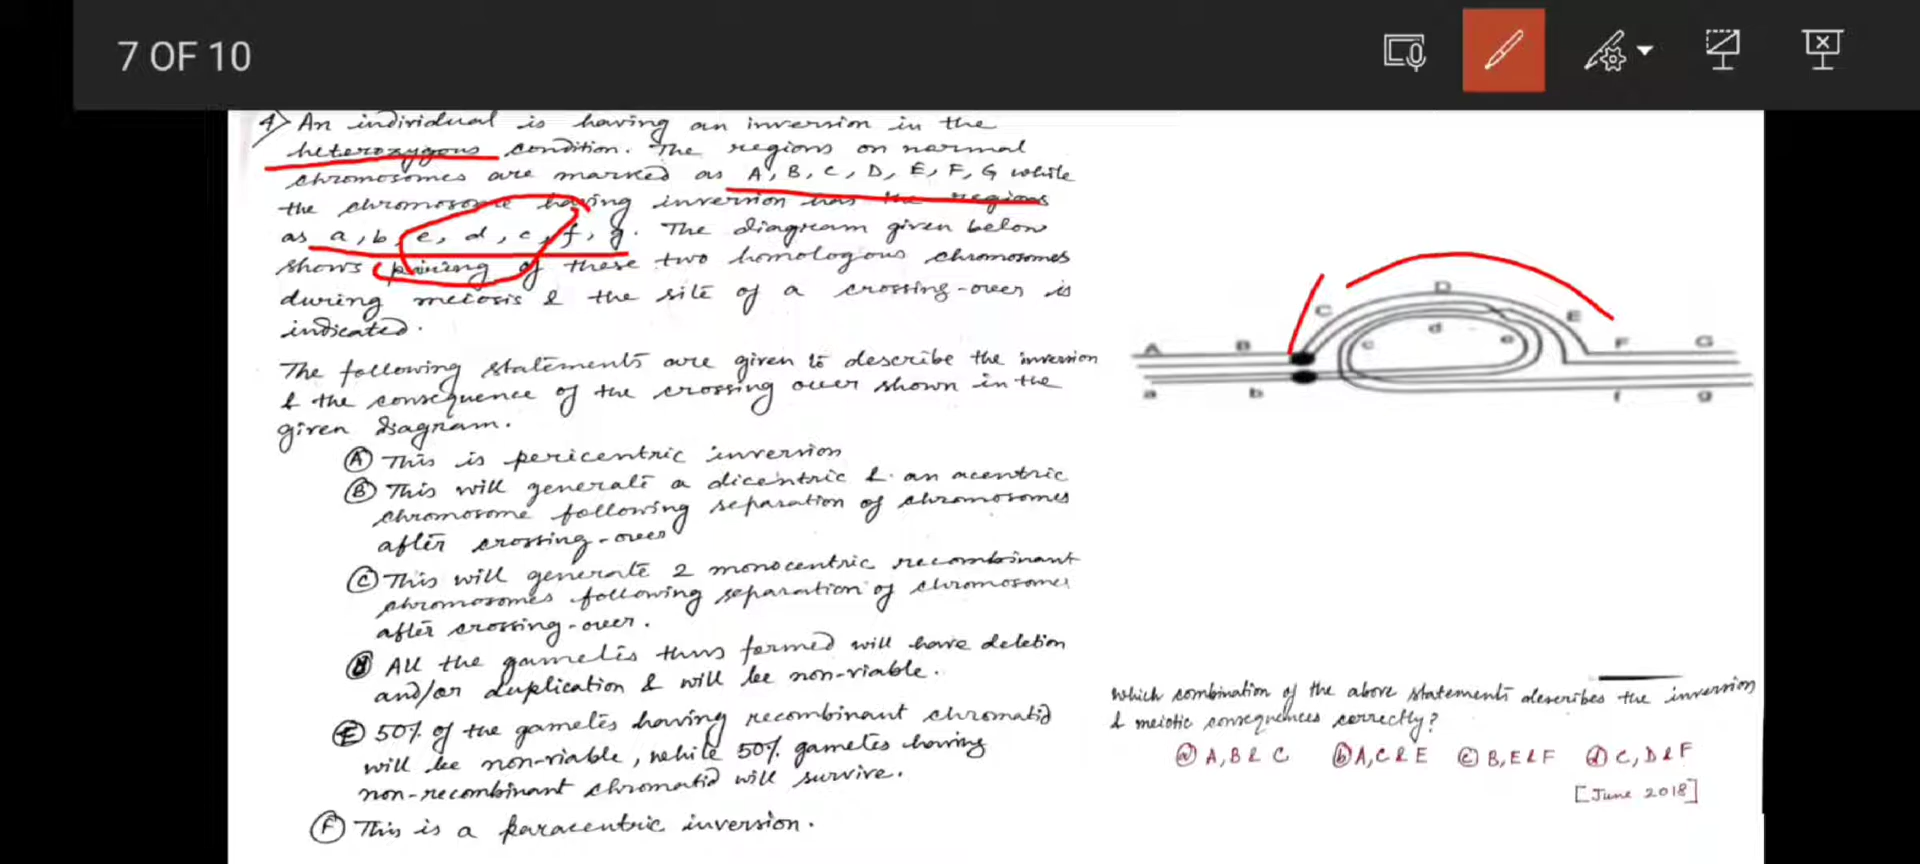 7 OF 10
4) An individual is having an inversion in the
heterozygous condition. The regions on normal
chromosomes are marked as A, B, C, D, E, F, G while
the chromosome having inversion has the regions
as a, b, e, d, c, f, g. The diagram given below
shows pairing of these two homologous chromosomes
during meiosis & the site of a crossing-over is
indicated.
The following statements are given to describe the inversion
& the consequence of the crossing over shown in the
given diagram.
A This is pericentric inversion
B This will generate a dicentric & an acentric
chromosome following separation of chromosomes
after crossing-over
C This will generate 2 monocentric recombinant
chromosomes following separation of chromosomes
after crossing-over.
D All the gametes thus formed will have deletion
and/or duplication & will be non-viable.
E 50% of the gametes having recombinant chromatid
will be non-viable, while 50% gametes having
non-recombinant chromatid will survive.
F This is a paracentric inversion.
A B C D E F G
a b c d e f g
Which combination of the above statements describes the inversion
& meiotic consequences correctly?
a A, B & C b A, C & E c B, E & F d C, D & F
[June 2018]